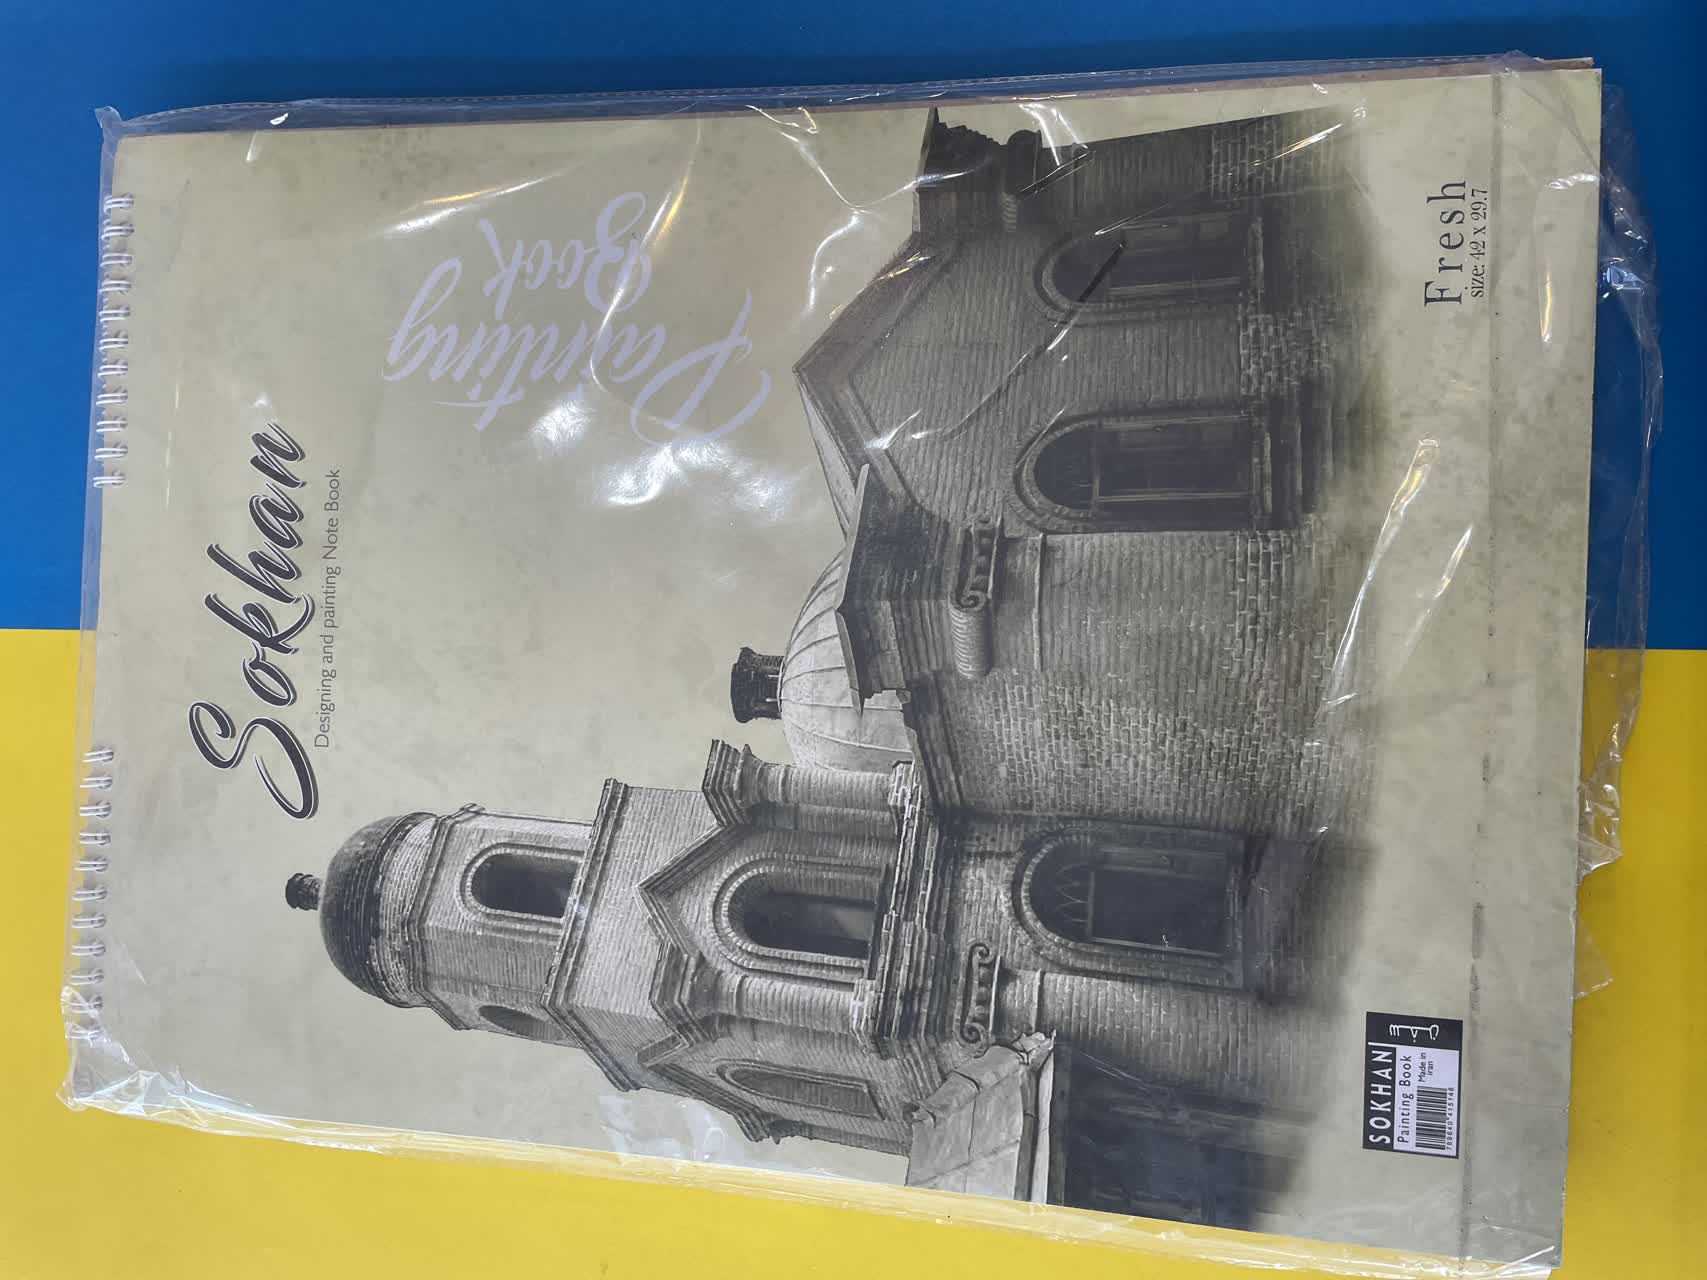 Sokhan
Designing and painting Note Book
Painting
Book
Fresh
size: 42 x 29.7
SOKHAN
Painting Book
Made in
iran